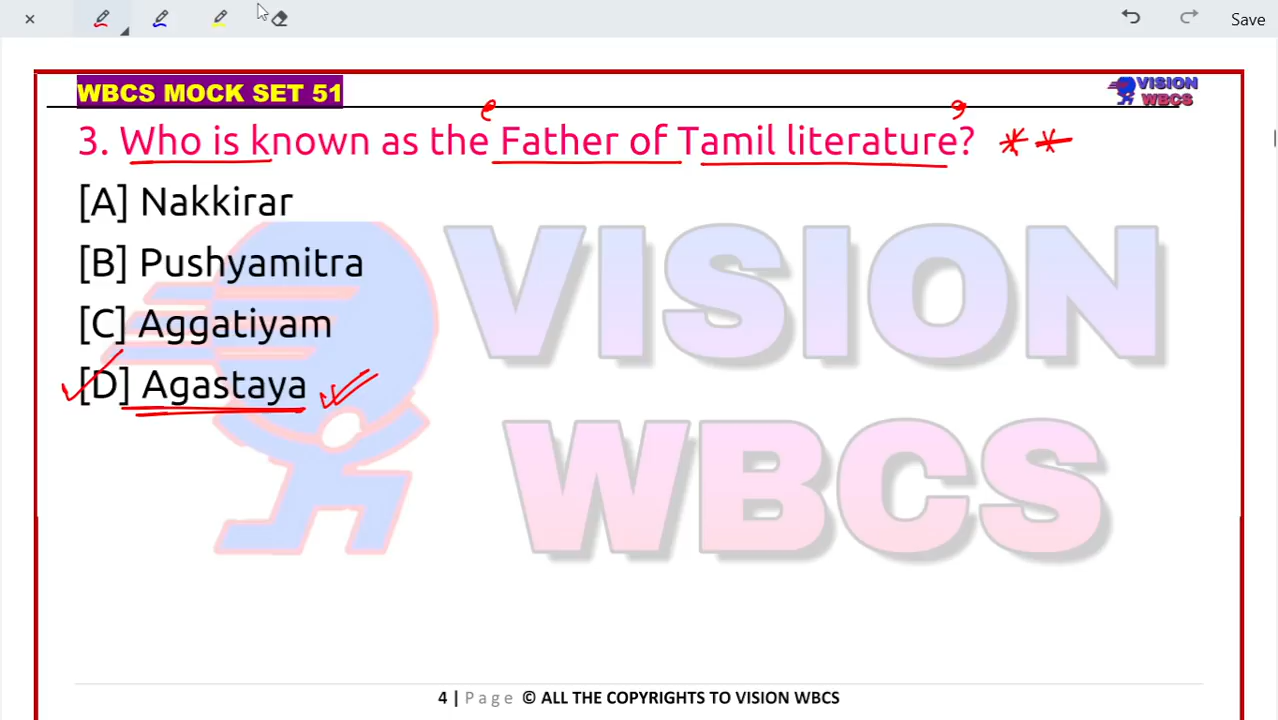 Save
WBCS MOCK SET 51
VISION
WBCS
3. Who is known as the Father of Tamil literature?
[A] Nakkirar
[B] Pushyamitra
[C] Aggatiyam
[D] Agastaya
VISION
WBCS
4 | Page © ALL THE COPYRIGHTS TO VISION WBCS